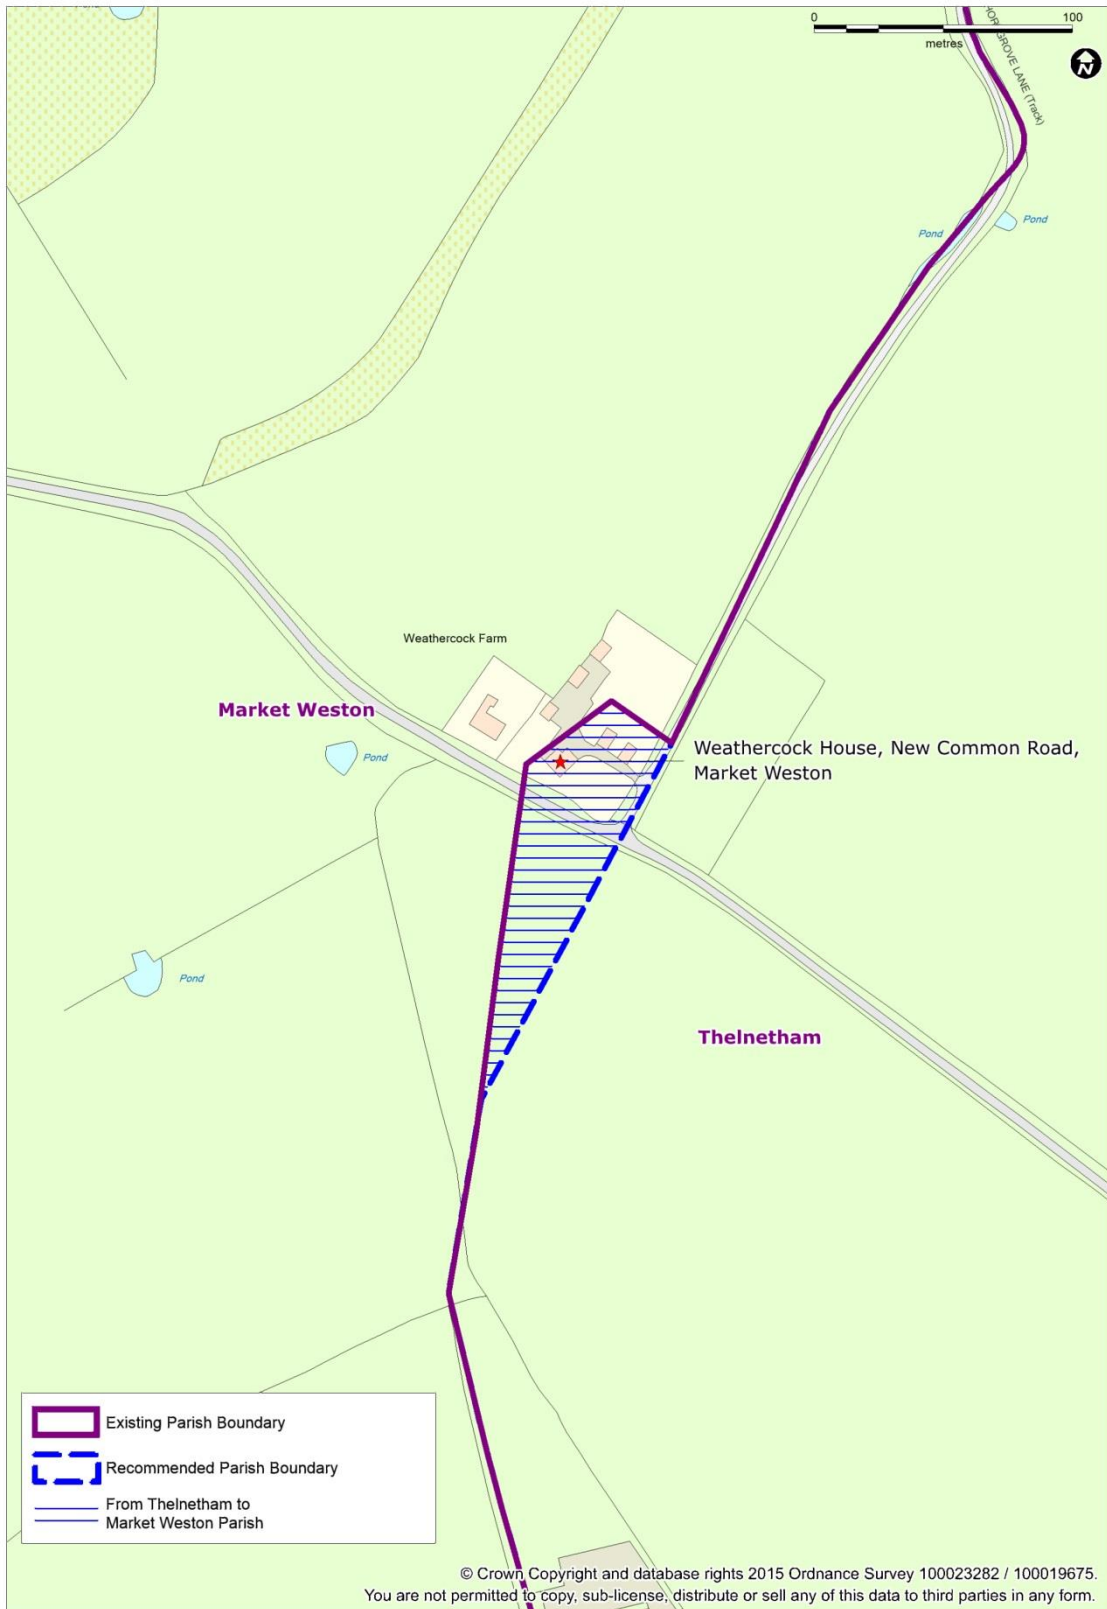 0 100
metres
N
GROVE LANE (Track)
Pond
Pond
Weathercock Farm
Market Weston
Pond
Weathercock House, New Common Road,
Market Weston
Pond
Thelnetham
Existing Parish Boundary
Recommended Parish Boundary
From Thelnetham to
Market Weston Parish
© Crown Copyright and database rights 2015 Ordnance Survey 100023282 / 100019675.
You are not permitted to copy, sub-license, distribute or sell any of this data to third parties in any form.